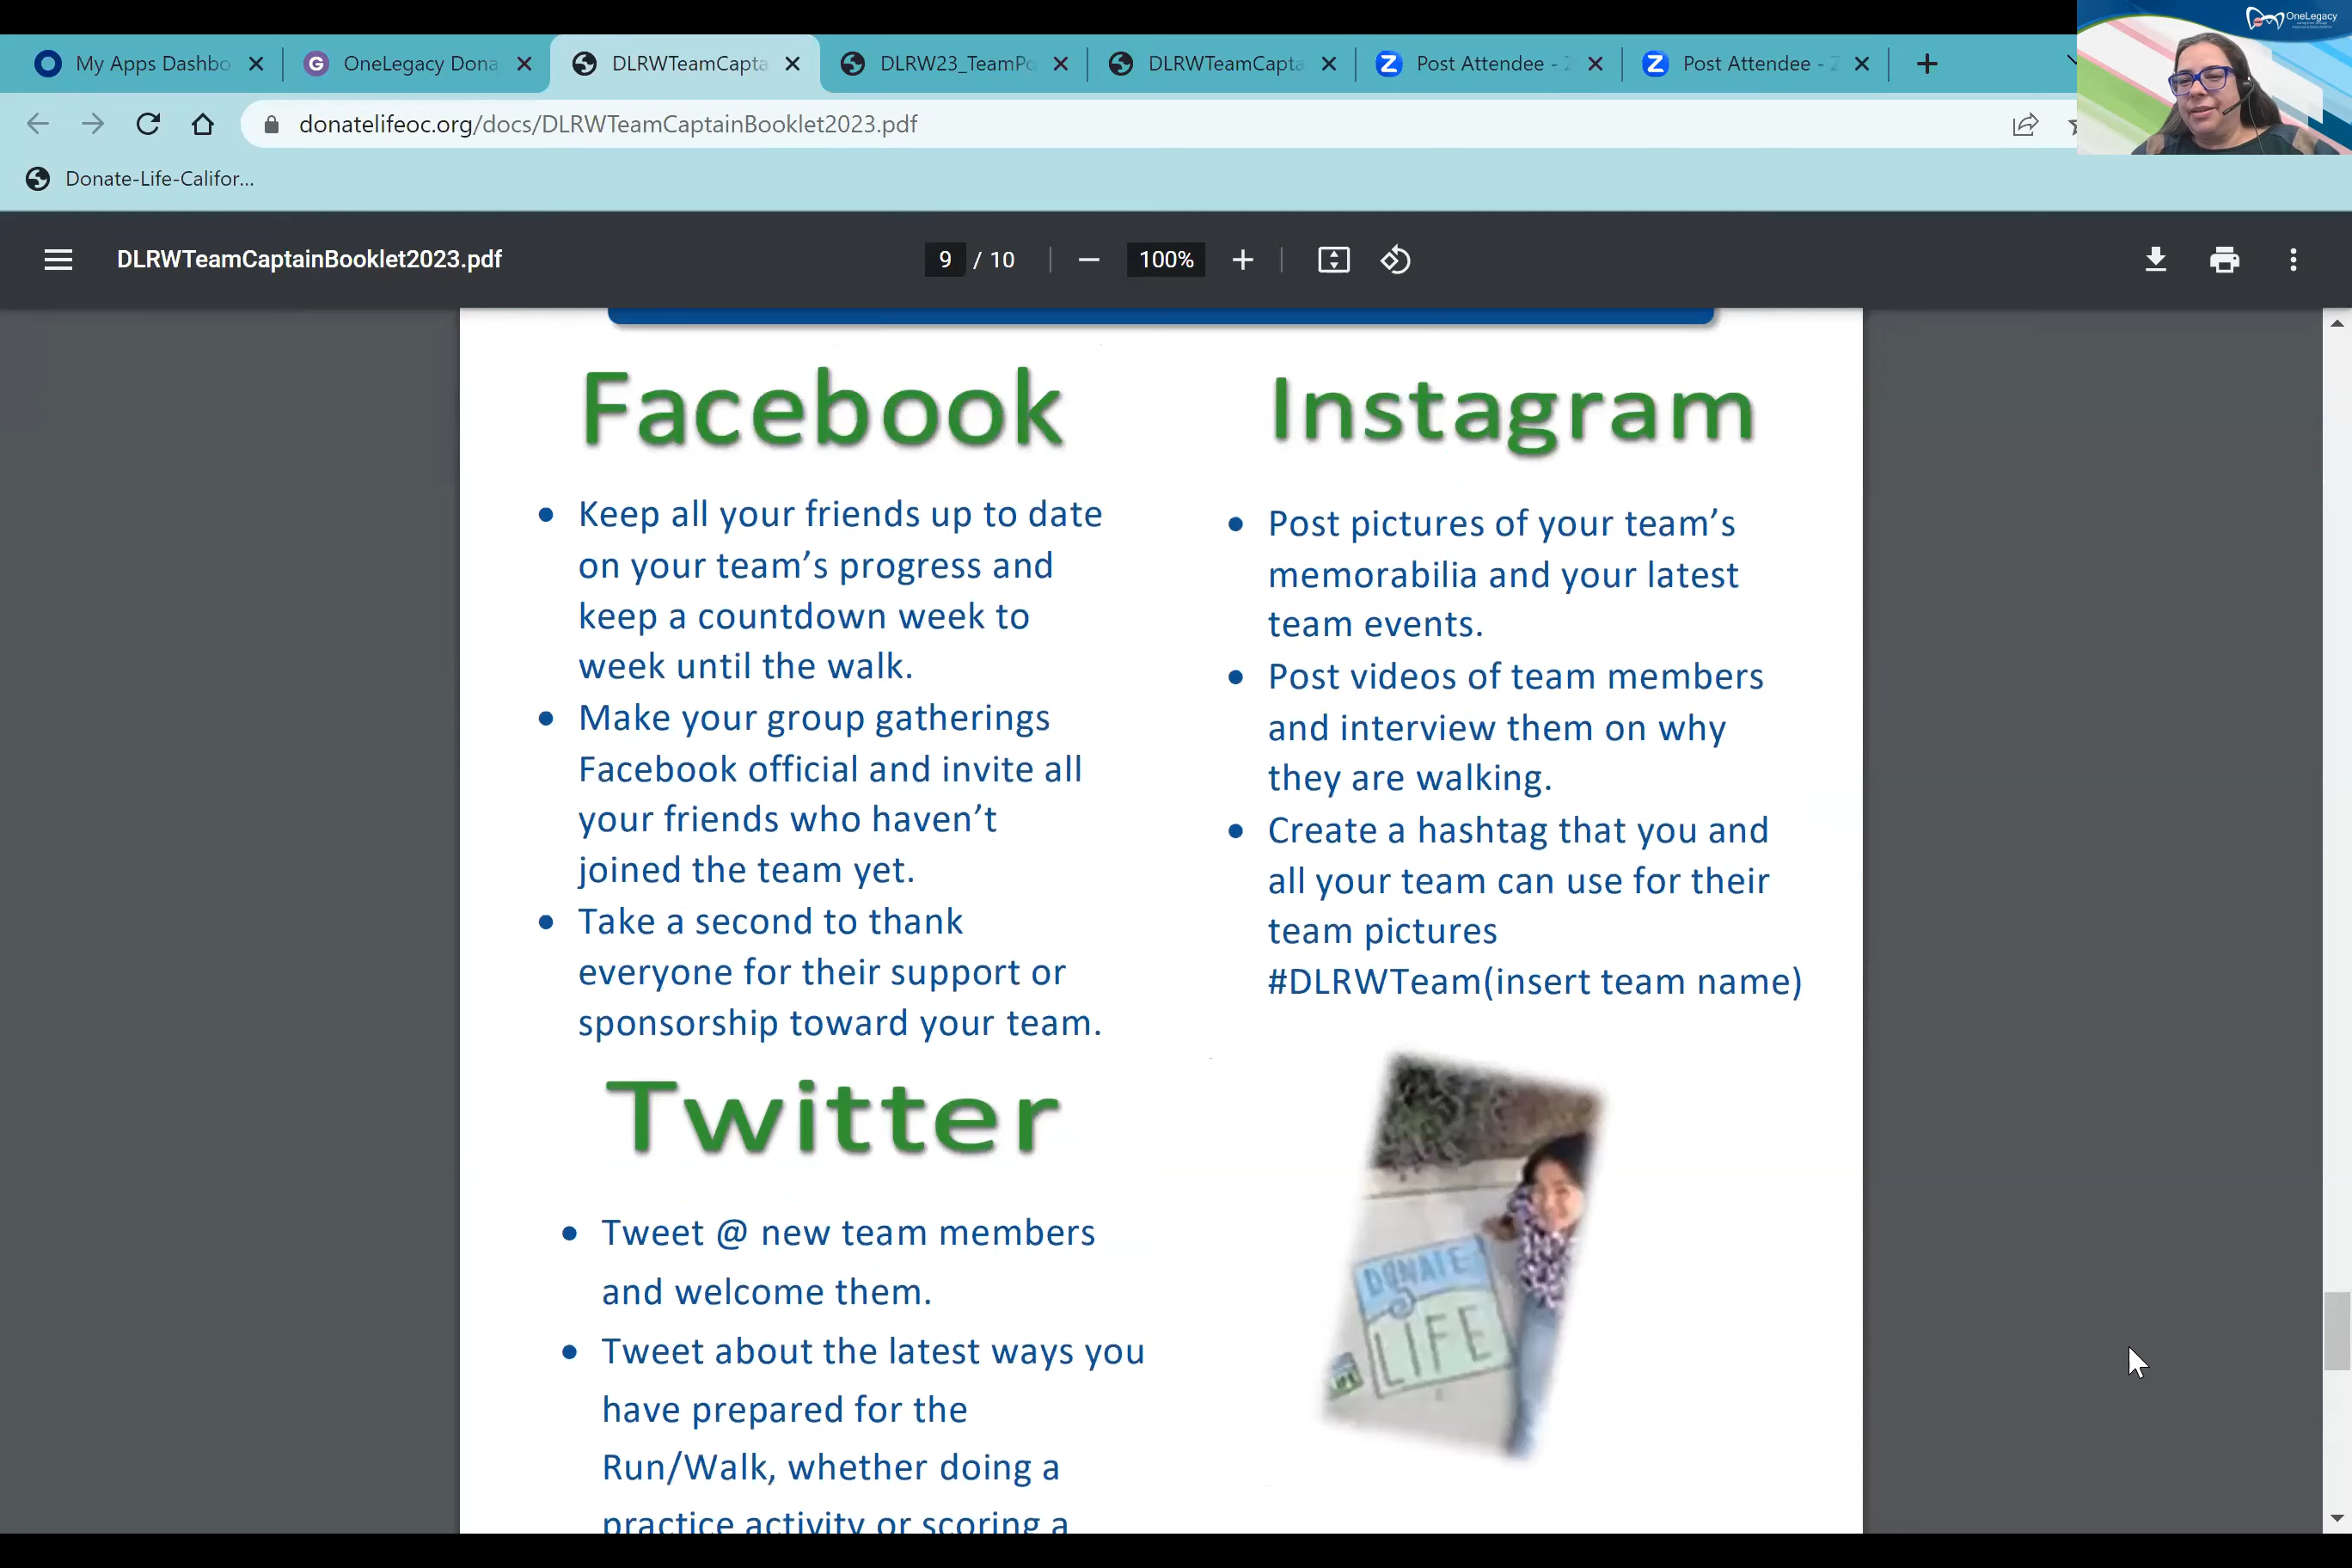 OneLegacy
My Apps Dashbo
OneLegacy Dona
DLRWTeamCapta
DLRW23_TeamPo
DLRWTeamCapta
Post Attendee - Z
Post Attendee - Z
donatelifeoc.org/docs/DLRWTeamCaptainBooklet2023.pdf
Donate-Life-Califor...
DLRWTeamCaptainBooklet2023.pdf
9 / 10
100%
Facebook
• Keep all your friends up to date
on your team’s progress and
keep a countdown week to
week until the walk.
• Make your group gatherings
Facebook official and invite all
your friends who haven’t
joined the team yet.
• Take a second to thank
everyone for their support or
sponsorship toward your team.
Instagram
• Post pictures of your team’s
memorabilia and your latest
team events.
• Post videos of team members
and interview them on why
they are walking.
• Create a hashtag that you and
all your team can use for their
team pictures
#DLRWTeam(insert team name)
Twitter
• Tweet @ new team members
and welcome them.
• Tweet about the latest ways you
have prepared for the
Run/Walk, whether doing a
practice activity or scoring a
DONATE
LIFE